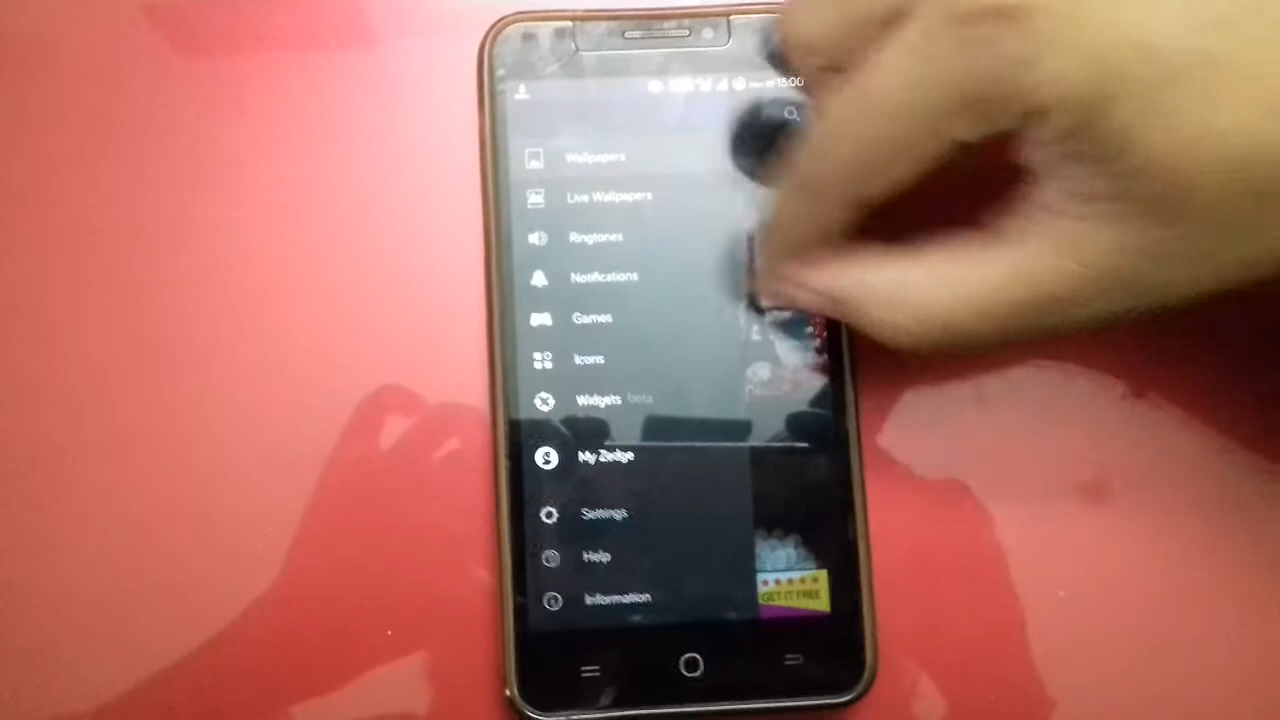 15:00
Wallpapers
Live Wallpapers
Ringtones
Notifications
Games
Icons
Widgets beta
My Zedge
Settings
Help
Information
GET IT FREE